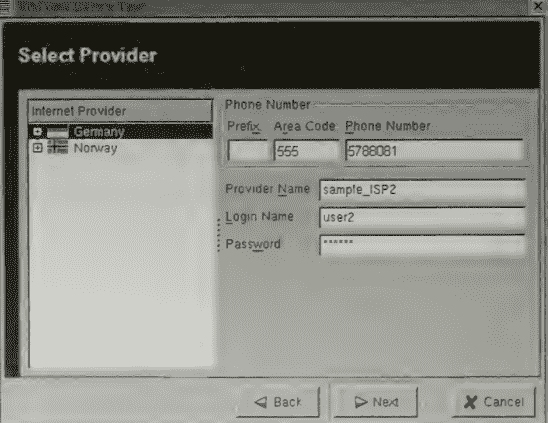 Select Provider
Internet Provider
Germany
Norway
Phone Number
Prefix Area Code Phone Number
555 5788081
Provider Name sample_ISP2
Login Name user2
Password ******
Back Next Cancel